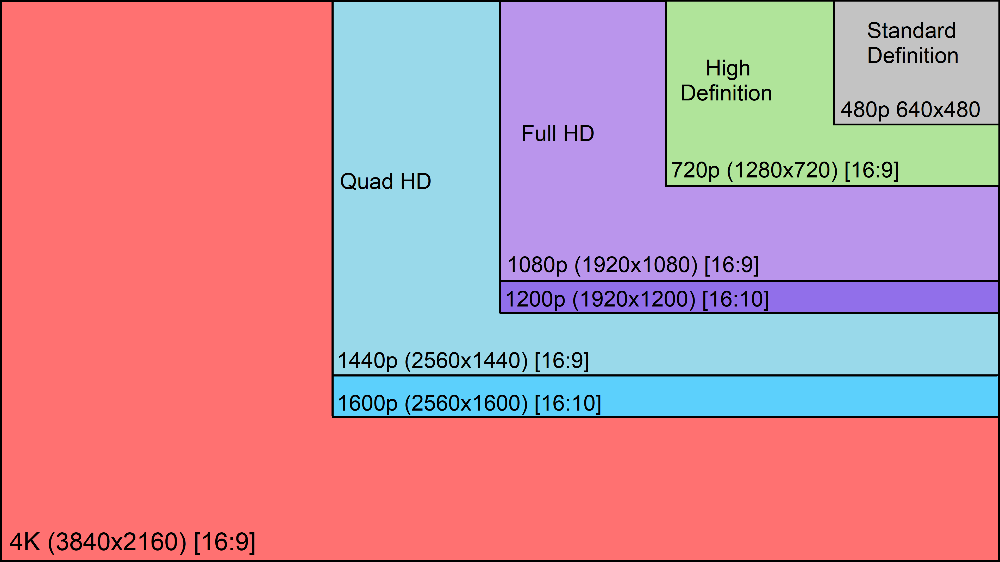 Standard
Definition
480p 640x480
High
Definition
720p (1280x720) [16:9]
Full HD
1080p (1920x1080) [16:9]
1200p (1920x1200) [16:10]
Quad HD
1440p (2560x1440) [16:9]
1600p (2560x1600) [16:10]
4K (3840x2160) [16:9]